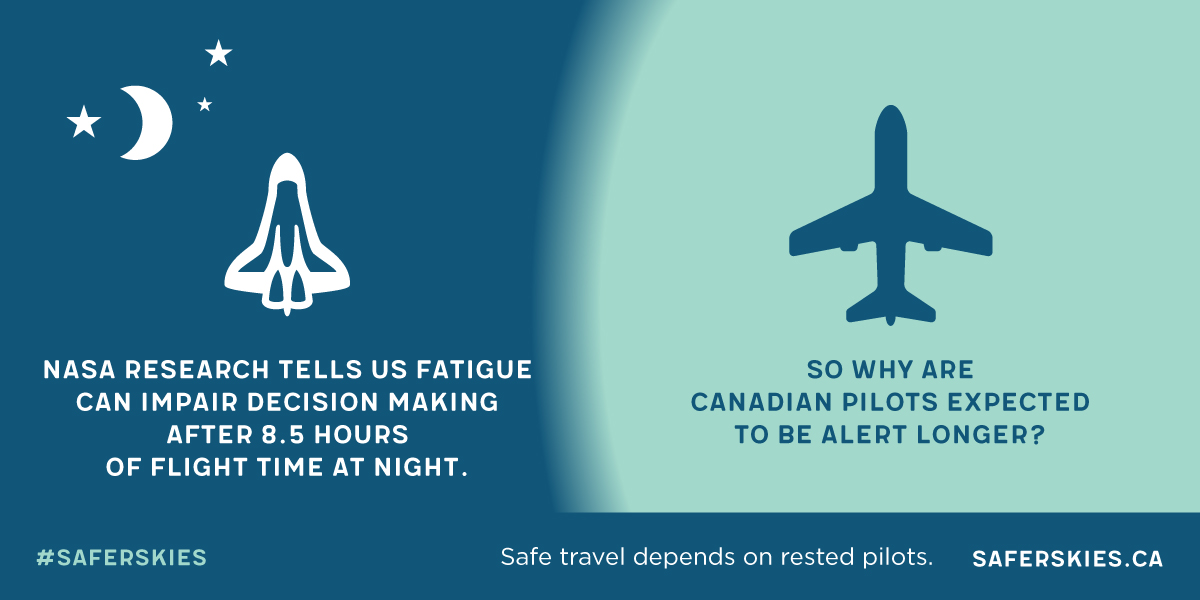 NASA RESEARCH TELLS US FATIGUE
CAN IMPAIR DECISION MAKING
AFTER 8.5 HOURS
OF FLIGHT TIME AT NIGHT.
SO WHY ARE
CANADIAN PILOTS EXPECTED
TO BE ALERT LONGER?
#SAFERSKIES
Safe travel depends on rested pilots.
SAFERSKIES.CA